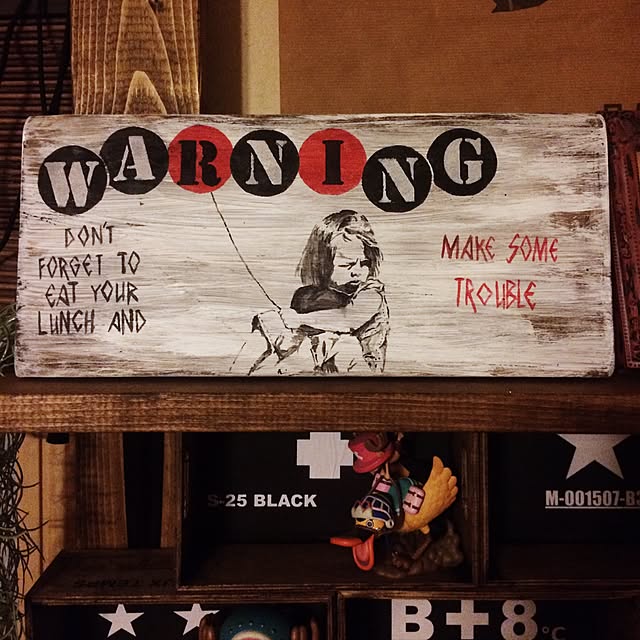 WARNING
DON'T
FORGET TO
EAT YOUR
LUNCH AND
MAKE SOME
TROUBLE
S-25 BLACK
M-001507-B
B+8°C